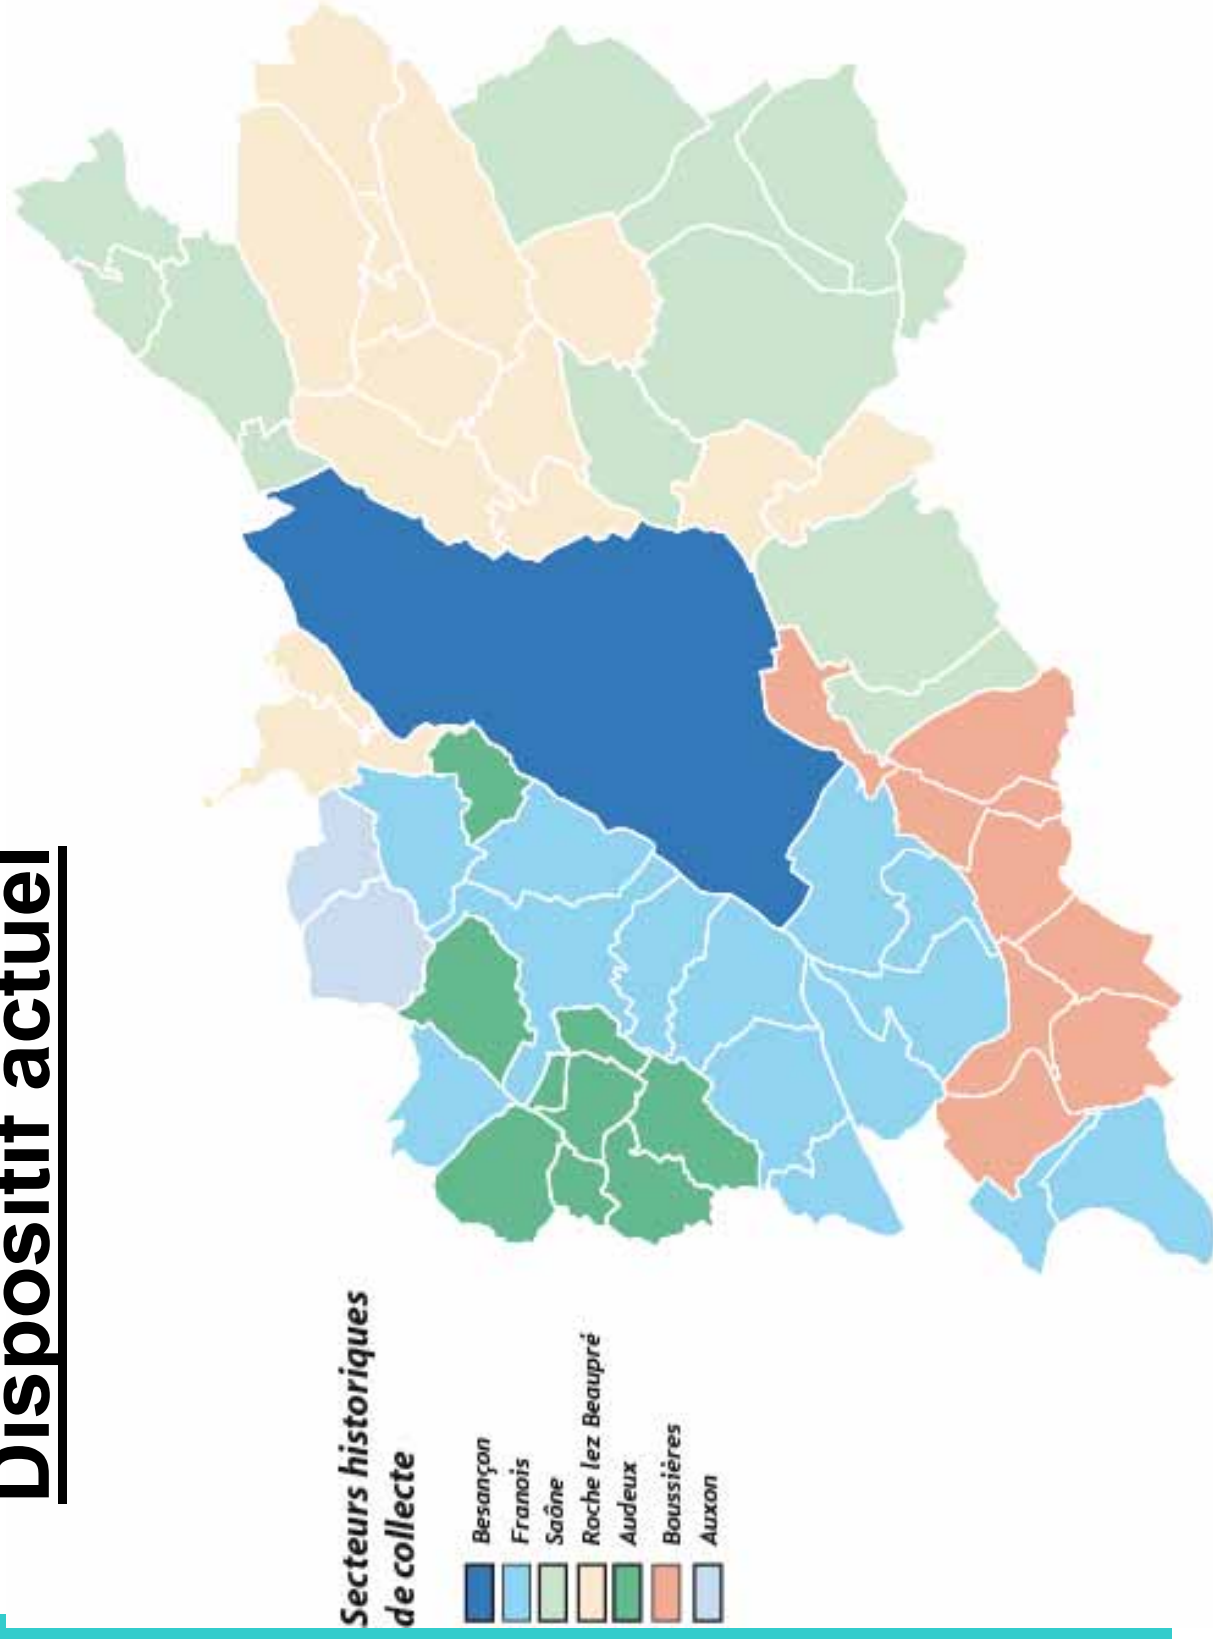 Dispositif actuel
Secteurs historiques
de collecte
Besançon
Franois
Saône
Roche lez Beaupré
Audeux
Boussières
Auxon